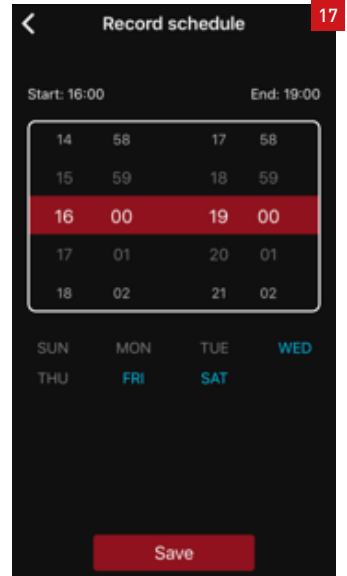 17
Record schedule
Start: 16:00 End: 19:00
14 58 17 58
15 59 18 59
16 00 19 00
17 01 20 01
18 02 21 02
SUN MON TUE WED
THU FRI SAT
Save